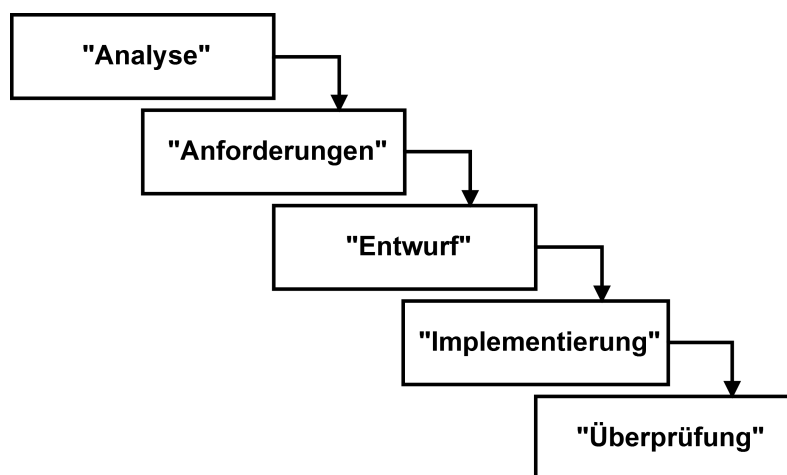 "Analyse"
"Anforderungen"
"Entwurf"
"Implementierung"
"Überprüfung"